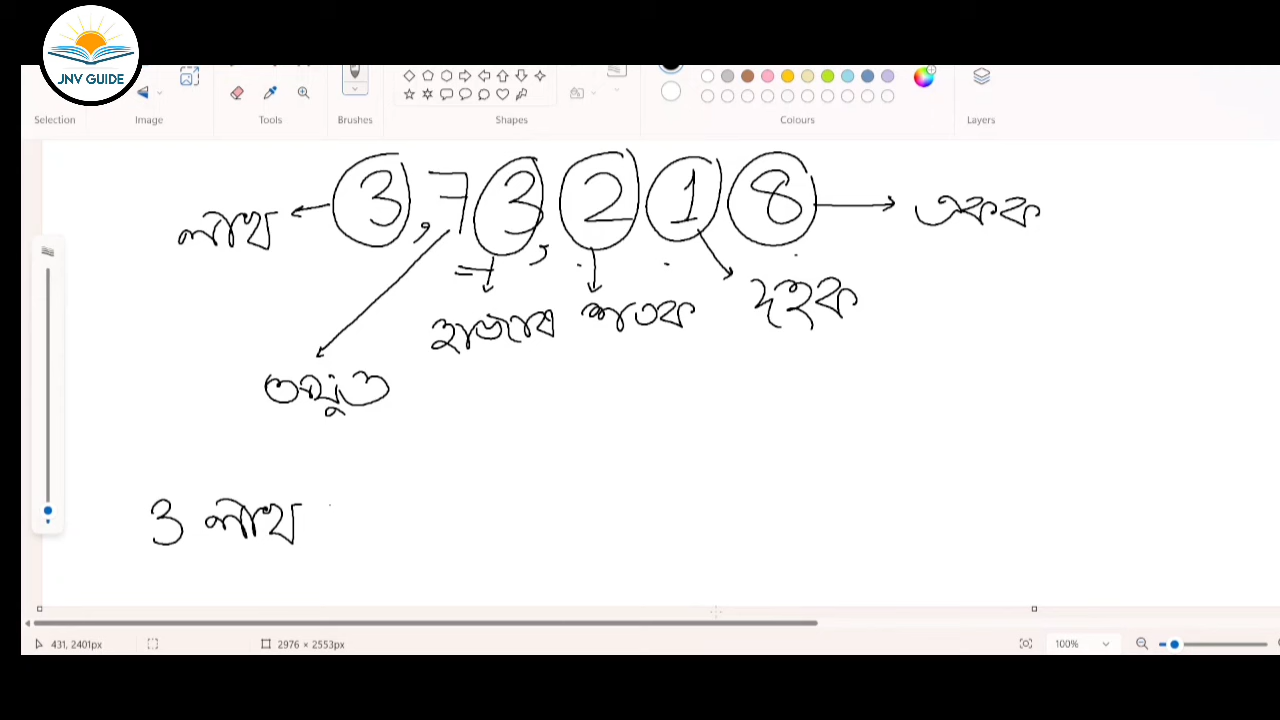 JNV GUIDE
Selection
Image
Tools
Brushes
Shapes
Colours
Layers
3,73,218
লাখ
একক
হাজাৰ
শতক
দহক
অযুত
3 লাখ
431, 2401px
2976 × 2553px
100%